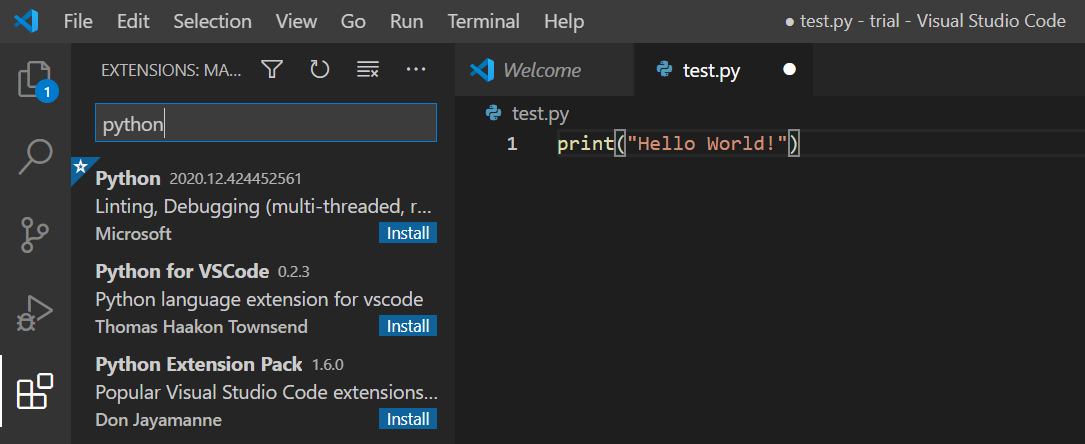 File Edit Selection View Go Run Terminal Help
● test.py - trial - Visual Studio Code
EXTENSIONS: MA...
1
python
Python 2020.12.424452561
Linting, Debugging (multi-threaded, r...
Microsoft Install
Python for VSCode 0.2.3
Python language extension for vscode
Thomas Haakon Townsend Install
Python Extension Pack 1.6.0
Popular Visual Studio Code extensions...
Don Jayamanne Install
Welcome test.py
test.py
1 print("Hello World!")